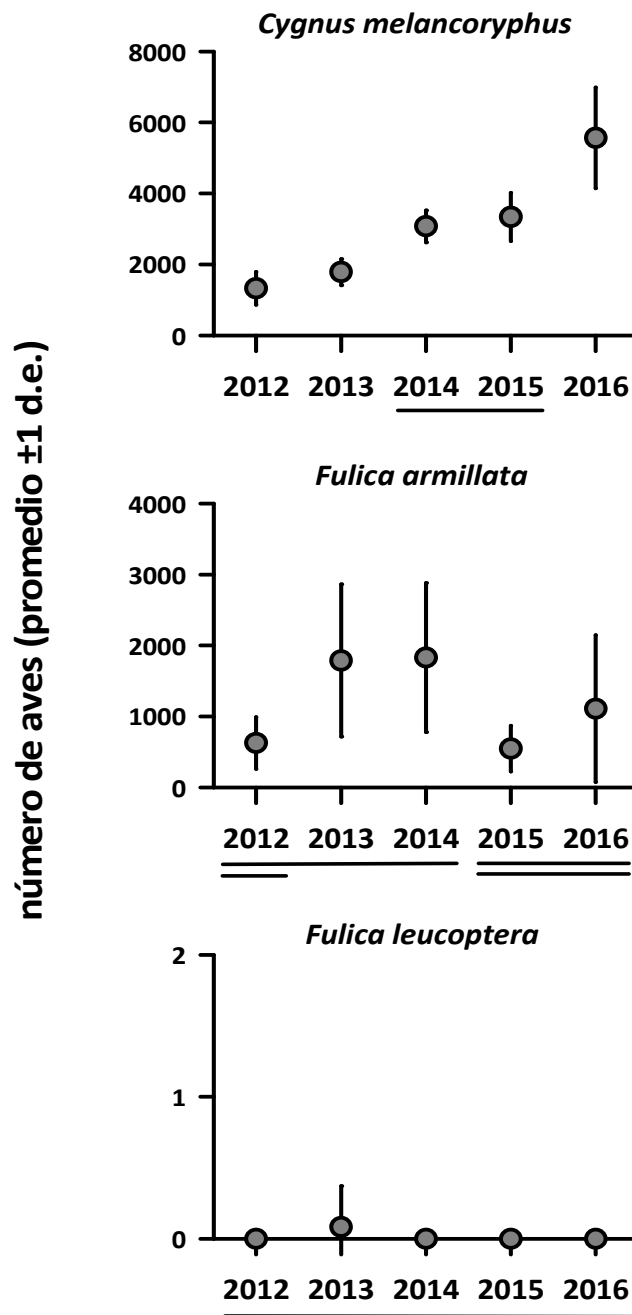 número de aves (promedio ±1 d.e.)
Cygnus melancoryphus
8000
6000
4000
2000
0
2012 2013 2014 2015 2016
Fulica armillata
4000
3000
2000
1000
0
2012 2013 2014 2015 2016
Fulica leucoptera
2
1
0
2012 2013 2014 2015 2016